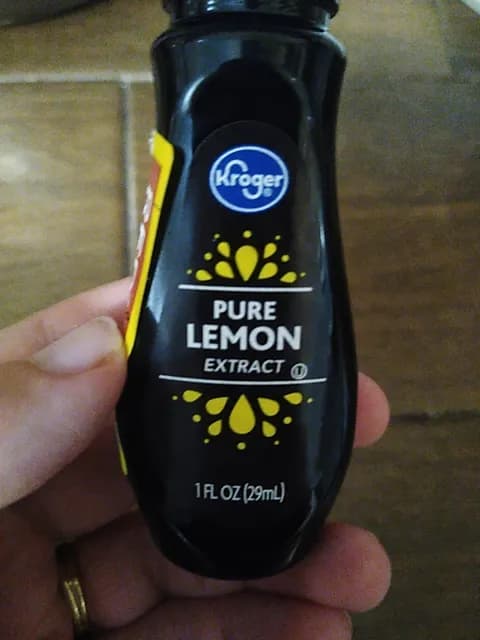 Kroger®
PURE
LEMON
EXTRACT Ⓤ
1 FL OZ (29mL)